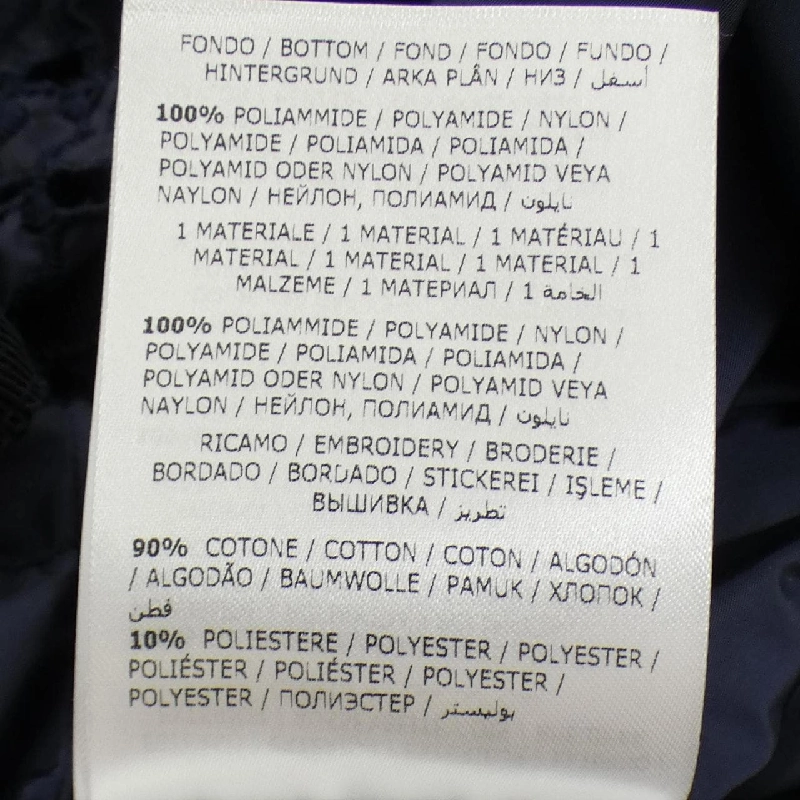 FONDO / BOTTOM / FOND / FONDO / FUNDO /
HINTERGRUND / ARKA PLÂN / НИЗ / أسفل
100% POLIAMMIDE / POLYAMIDE / NYLON /
POLYAMIDE / POLIAMIDA / POLIAMIDA /
POLYAMID ODER NYLON / POLYAMID VEYA
NAYLON / НЕЙЛОН, ПОЛИАМИД / نايلون
1 MATERIALE / 1 MATERIAL / 1 MATÉRIAU / 1
MATERIAL / 1 MATERIAL / 1 MATERIAL / 1
MALZEME / 1 МАТЕРИАЛ / 1 الخامة
100% POLIAMMIDE / POLYAMIDE / NYLON /
POLYAMIDE / POLIAMIDA / POLIAMIDA /
POLYAMID ODER NYLON / POLYAMID VEYA
NAYLON / НЕЙЛОН, ПОЛИАМИД / نايلون
RICAMO / EMBROIDERY / BRODERIE /
BORDADO / BORDADO / STICKEREI / IŞLEME /
ВЫШИВКА / تطريز
90% COTONE / COTTON / COTON / ALGODÓN
/ ALGODÃO / BAUMWOLLE / PAMUK / ХЛОПОК /
قطن
10% POLIESTERE / POLYESTER / POLYESTER /
POLIÉSTER / POLIÉSTER / POLYESTER /
POLYESTER / ПОЛИЭСТЕР / بوليستر